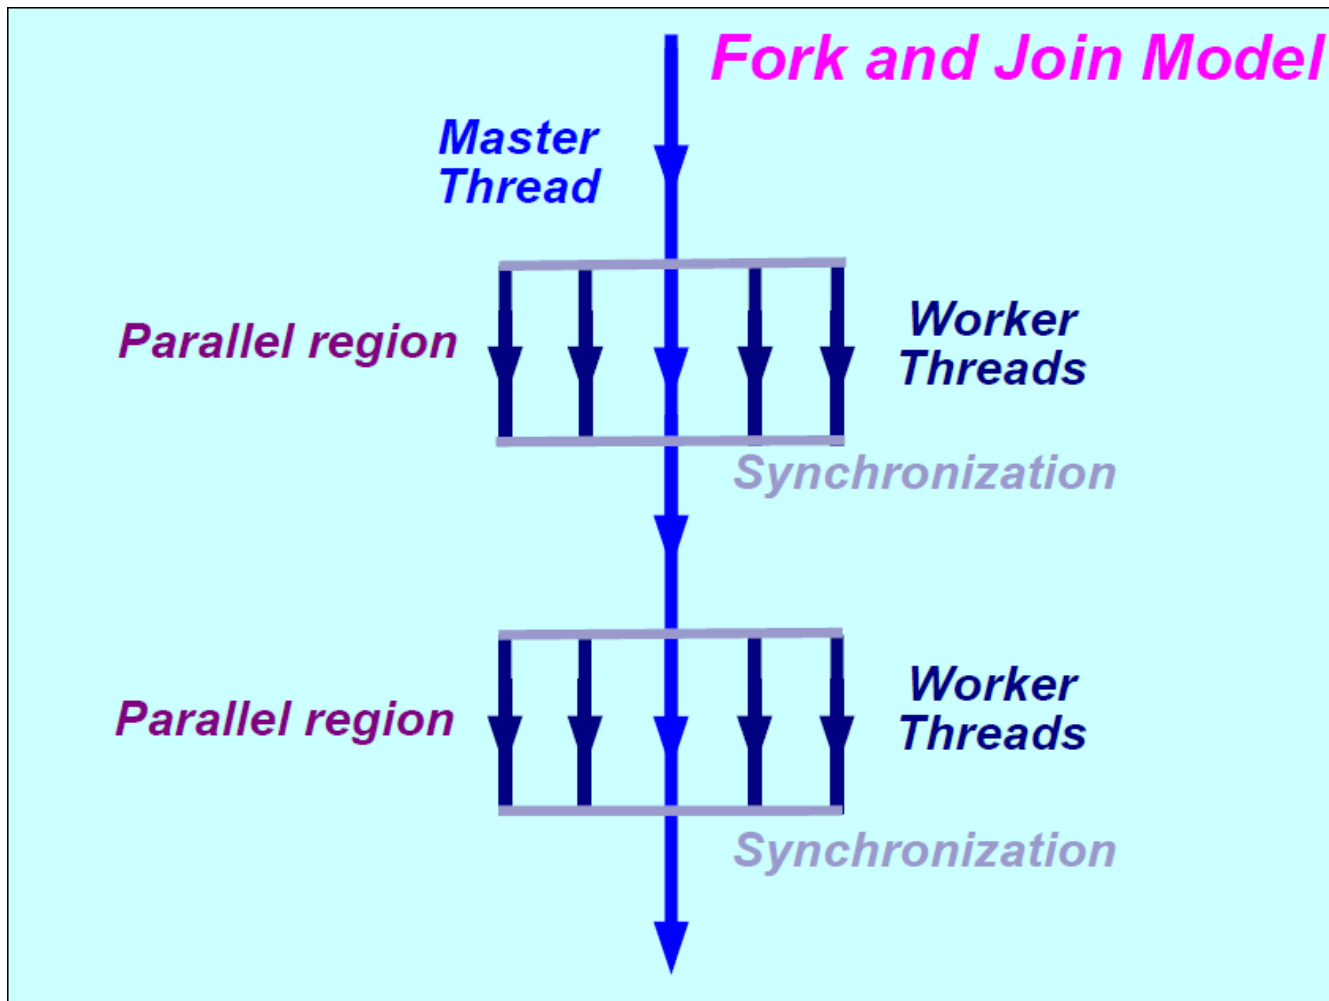 Fork and Join Model
Master
Thread
Parallel region
Worker
Threads
Synchronization
Parallel region
Worker
Threads
Synchronization